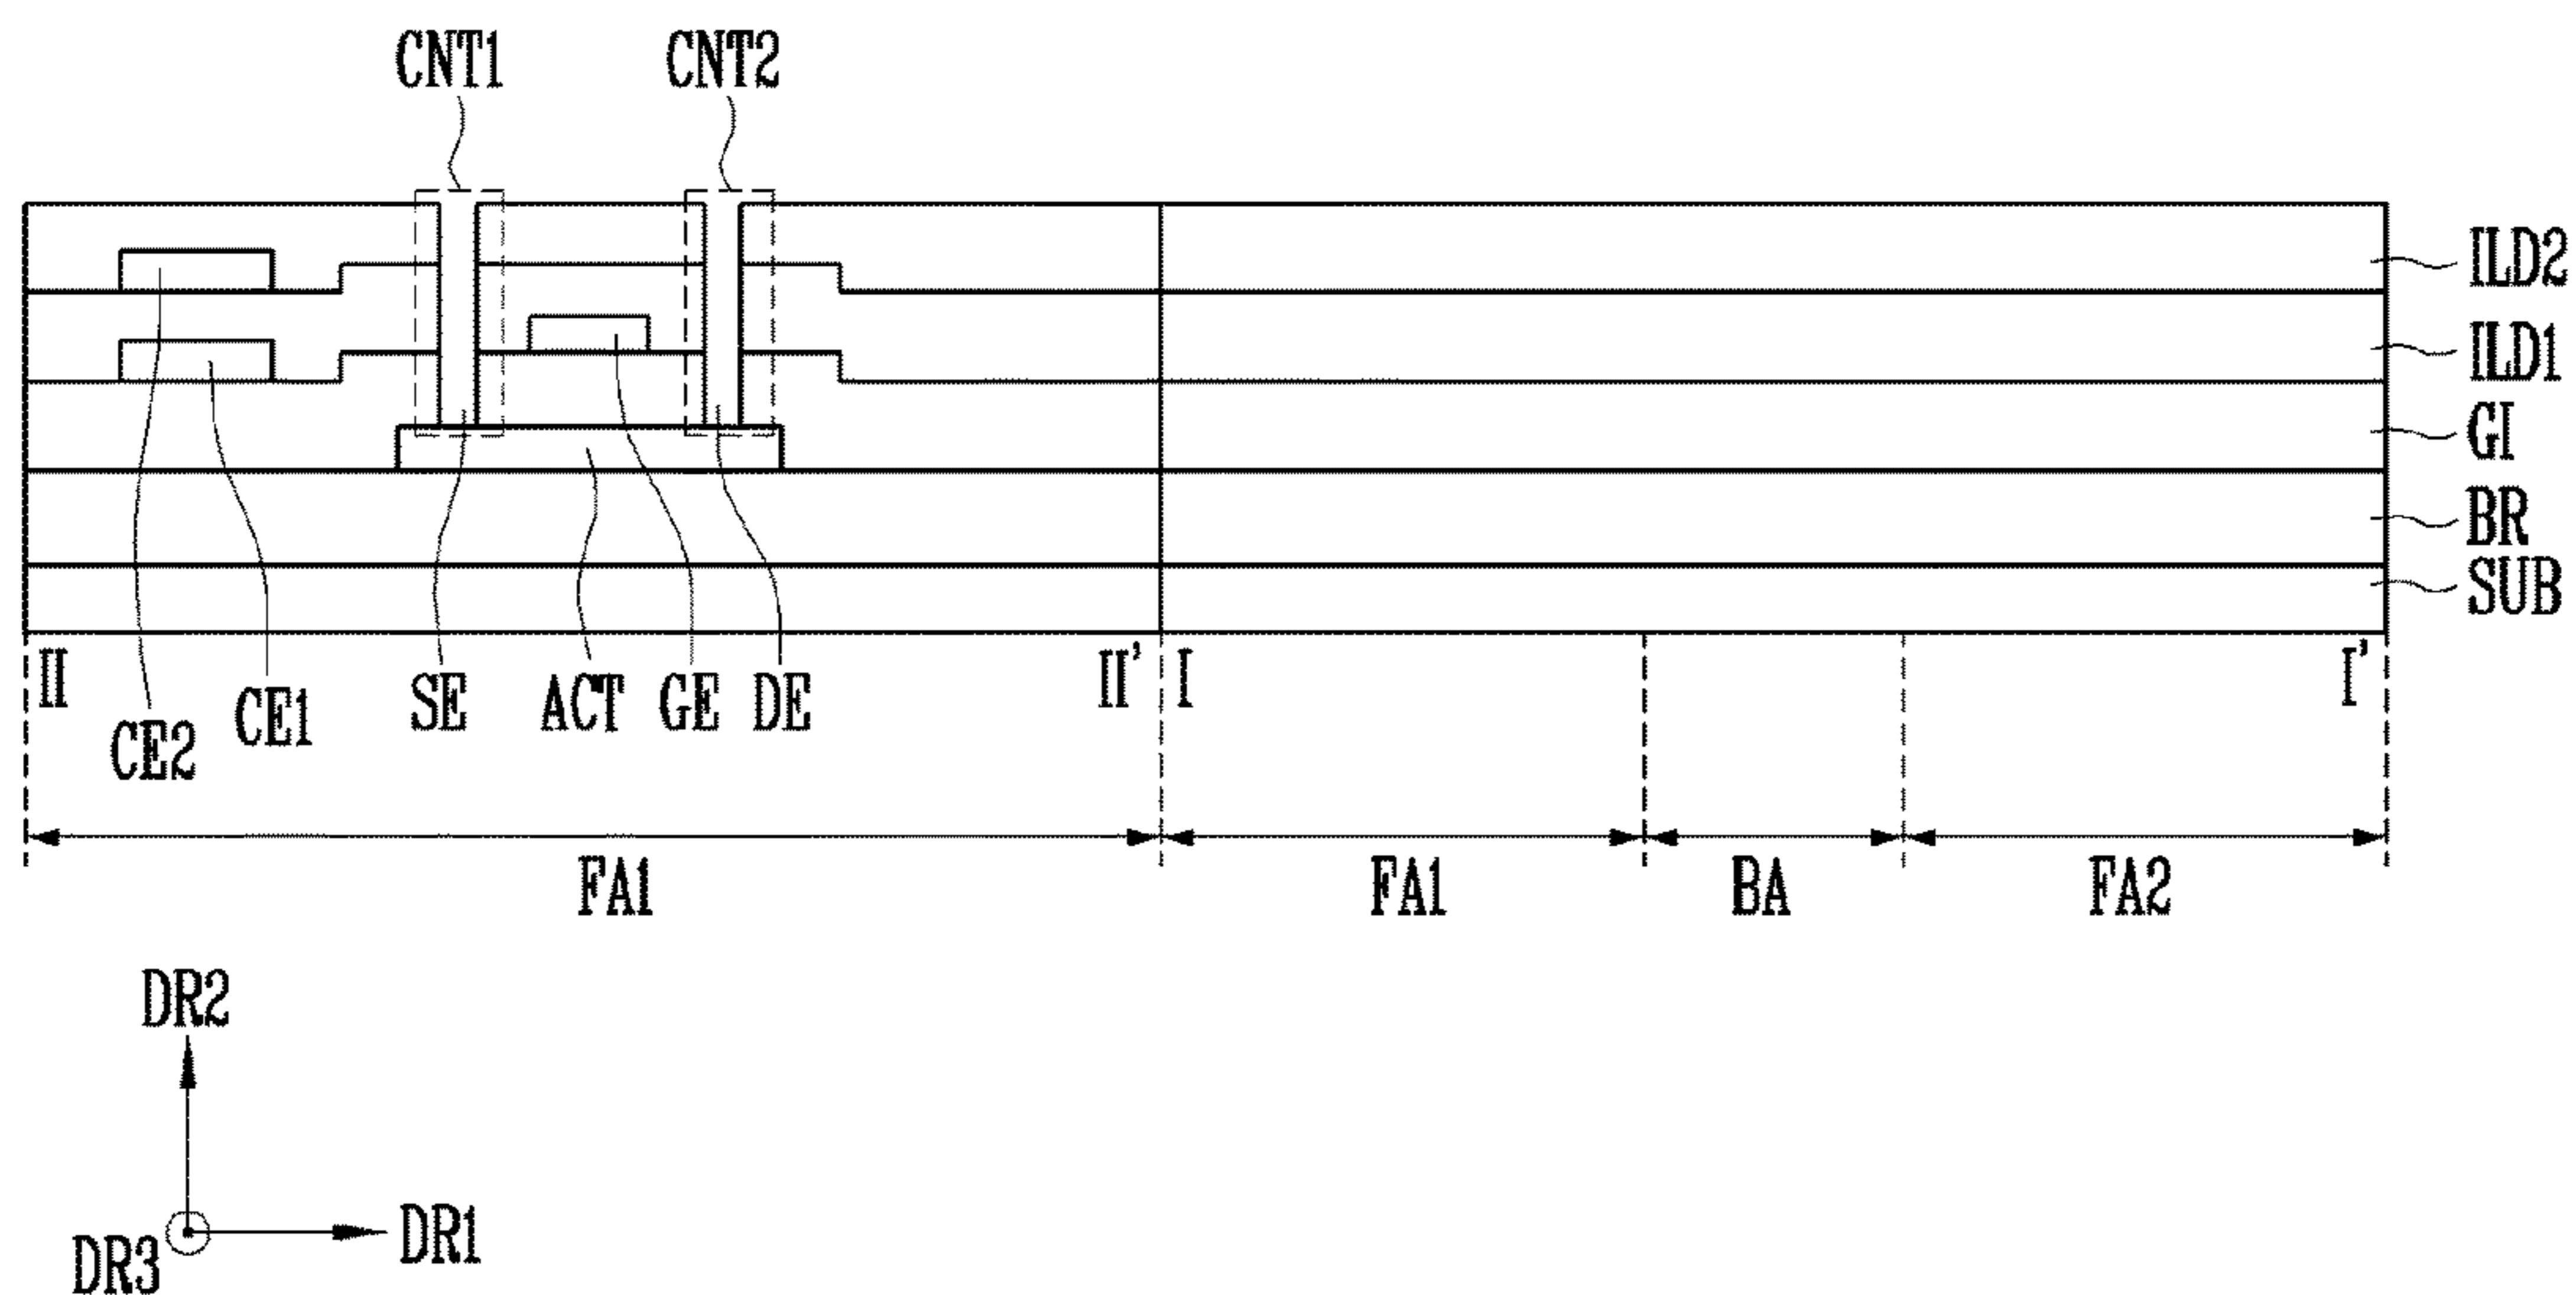 CNT1 CNT2
ILD2
ILD1
GI
BR
SUB
II II' I I'
CE2 CE1 SE ACT GE DE
FA1 FA1 BA FA2
DR2
DR1
DR3